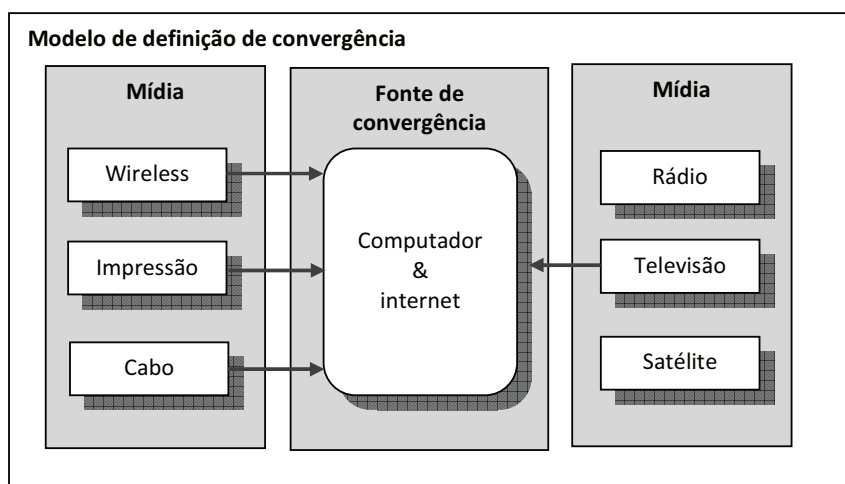 Modelo de definição de convergência
Mídia
Wireless
Impressão
Cabo
Fonte de
convergência
Computador
&
internet
Mídia
Rádio
Televisão
Satélite